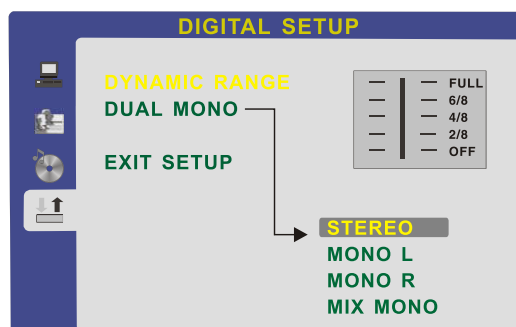 DIGITAL SETUP
DYNAMIC RANGE
DUAL MONO
EXIT SETUP
FULL
6/8
4/8
2/8
OFF
STEREO
MONO L
MONO R
MIX MONO